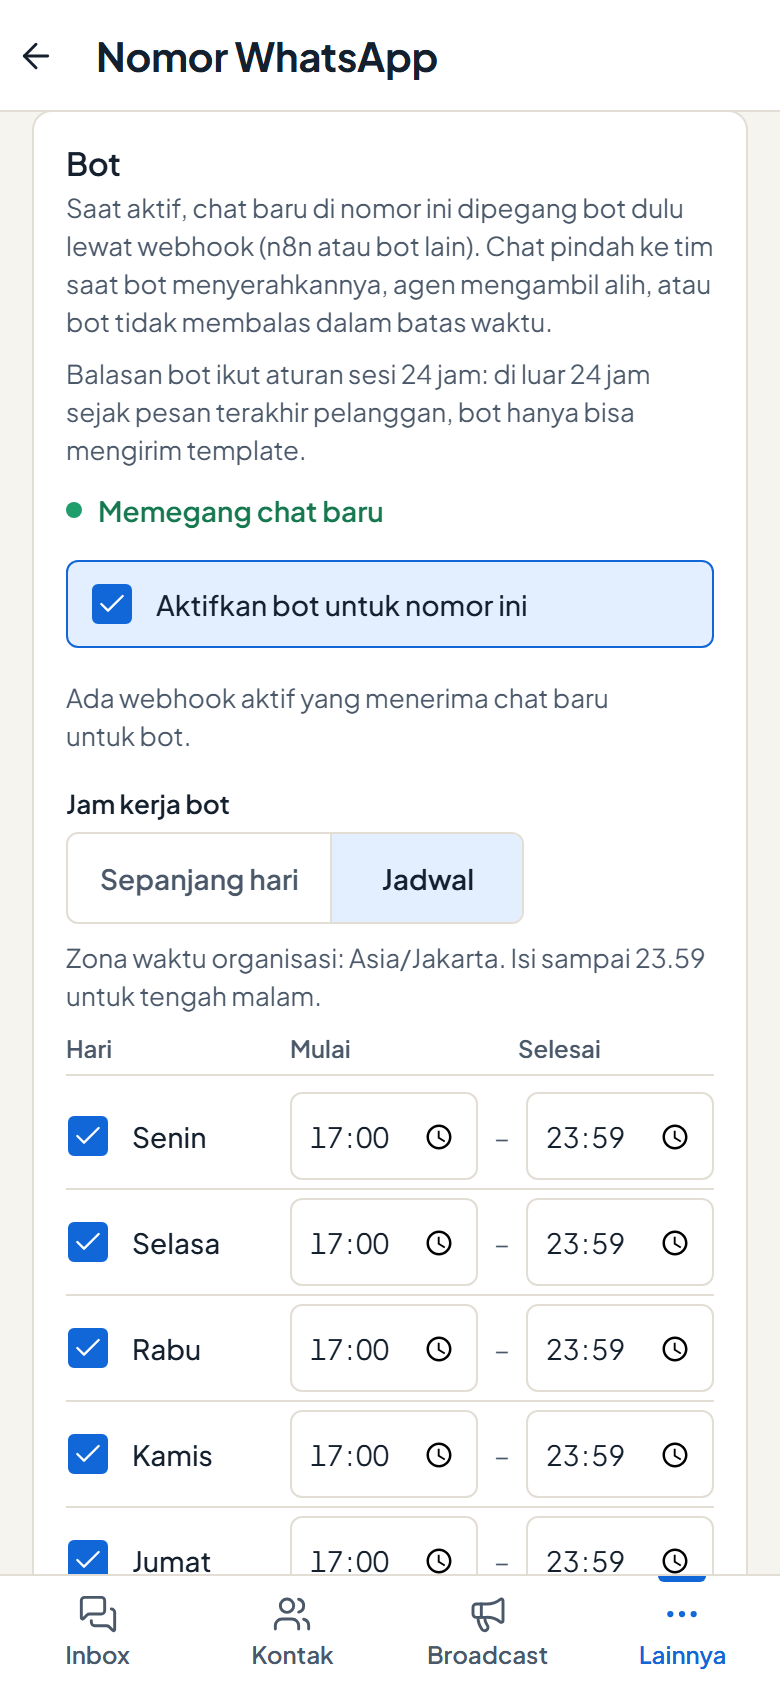 Nomor WhatsApp
Bot
Saat aktif, chat baru di nomor ini dipegang bot dulu
lewat webhook (n8n atau bot lain). Chat pindah ke tim
saat bot menyerahkannya, agen mengambil alih, atau
bot tidak membalas dalam batas waktu.
Balasan bot ikut aturan sesi 24 jam: di luar 24 jam
sejak pesan terakhir pelanggan, bot hanya bisa
mengirim template.
Memegang chat baru
Aktifkan bot untuk nomor ini
Ada webhook aktif yang menerima chat baru
untuk bot.
Jam kerja bot
Sepanjang hari Jadwal
Zona waktu organisasi: Asia/Jakarta. Isi sampai 23.59
untuk tengah malam.
Hari Mulai Selesai
Senin 17:00 – 23:59
Selasa 17:00 – 23:59
Rabu 17:00 – 23:59
Kamis 17:00 – 23:59
Jumat 17:00 – 23:59
Inbox Kontak Broadcast Lainnya